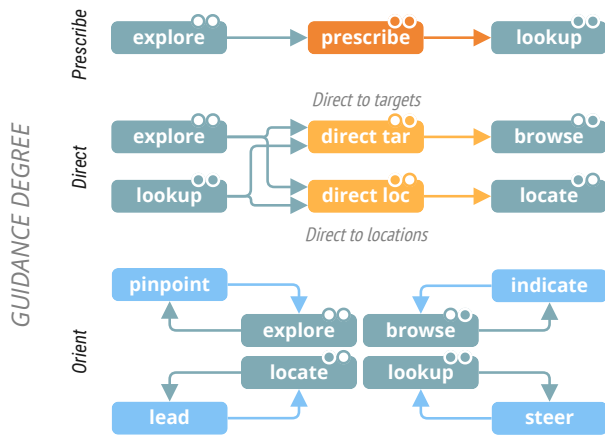 GUIDANCE DEGREE
Prescribe
explore
prescribe
lookup
Direct
Direct to targets
explore
direct tar
browse
lookup
direct loc
locate
Direct to locations
Orient
pinpoint
indicate
explore
browse
locate
lookup
lead
steer